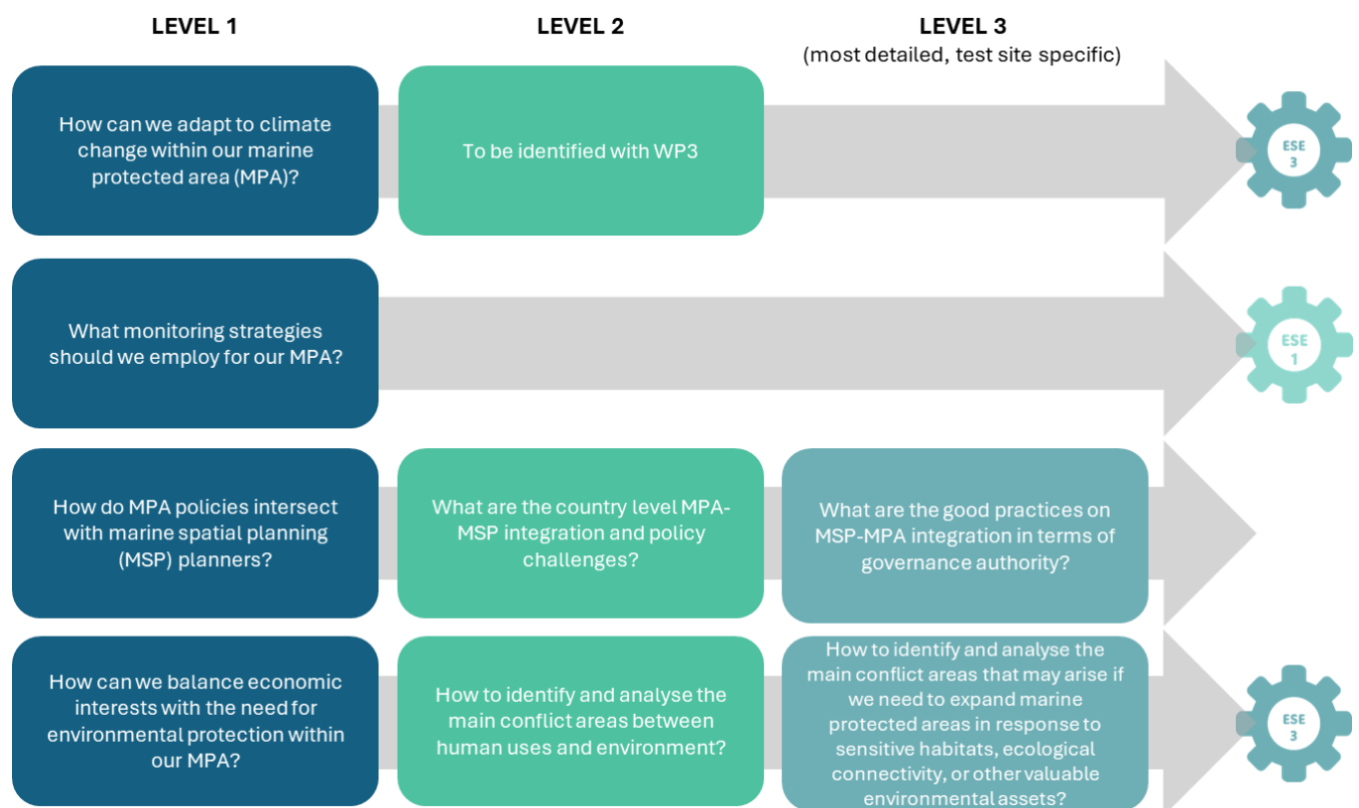 LEVEL 1
LEVEL 2
LEVEL 3
(most detailed, test site specific)
How can we adapt to climate
change within our marine
protected area (MPA)?
To be identified with WP3
ESE
3
What monitoring strategies
should we employ for our MPA?
ESE
1
How do MPA policies intersect
with marine spatial planning
(MSP) planners?
What are the country level MPA-
MSP integration and policy
challenges?
What are the good practices on
MSP-MPA integration in terms of
governance authority?
How can we balance economic
interests with the need for
environmental protection within
our MPA?
How to identify and analyse the
main conflict areas between
human uses and environment?
How to identify and analyse the
main conflict areas that may arise if
we need to expand marine
protected areas in response to
sensitive habitats, ecological
connectivity, or other valuable
environmental assets?
ESE
3